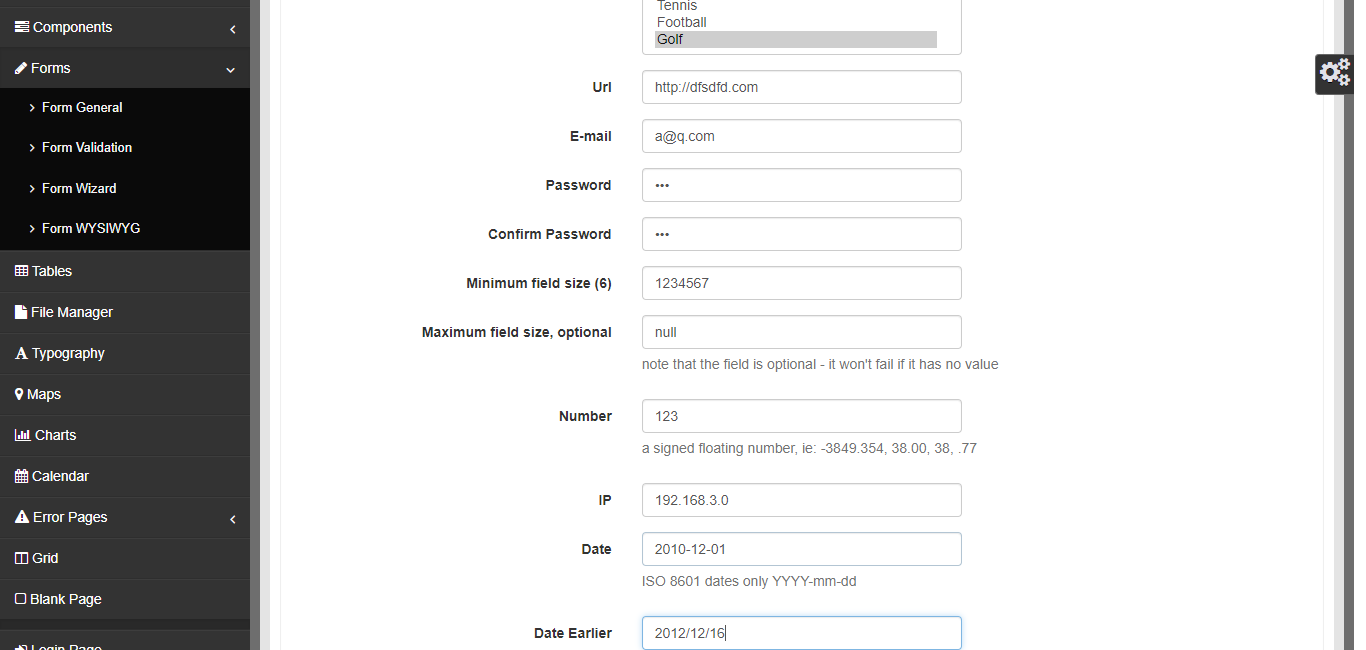 Components
Forms
Form General
Form Validation
Form Wizard
Form WYSIWYG
Tables
File Manager
Typography
Maps
Charts
Calendar
Error Pages
Grid
Blank Page
Login Page
Tennis
Football
Golf
Url
http://dfsdfd.com
E-mail
a@q.com
Password
•••
Confirm Password
•••
Minimum field size (6)
1234567
Maximum field size, optional
null
note that the field is optional - it won't fail if it has no value
Number
123
a signed floating number, ie: -3849.354, 38.00, 38, .77
IP
192.168.3.0
Date
2010-12-01
ISO 8601 dates only YYYY-mm-dd
Date Earlier
2012/12/16